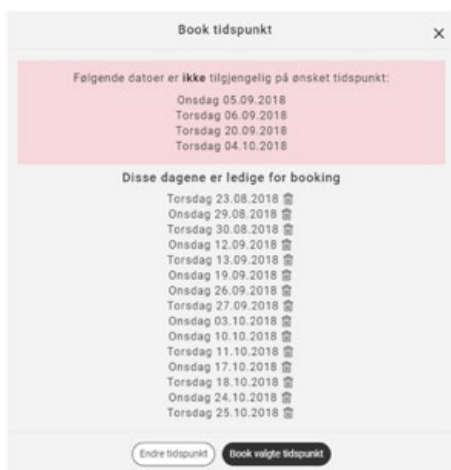 Book tidspunkt
Følgende datoer er ikke tilgjengelig på ønsket tidspunkt:
Onsdag 05.09.2018
Torsdag 06.09.2018
Torsdag 20.09.2018
Torsdag 04.10.2018
Disse dagene er ledige for booking
Torsdag 23.08.2018
Onsdag 29.08.2018
Torsdag 30.08.2018
Onsdag 12.09.2018
Torsdag 13.09.2018
Onsdag 19.09.2018
Onsdag 26.09.2018
Torsdag 27.09.2018
Onsdag 03.10.2018
Onsdag 10.10.2018
Torsdag 11.10.2018
Onsdag 17.10.2018
Torsdag 18.10.2018
Onsdag 24.10.2018
Torsdag 25.10.2018
Endre tidspunkt Book valgte tidspunkt